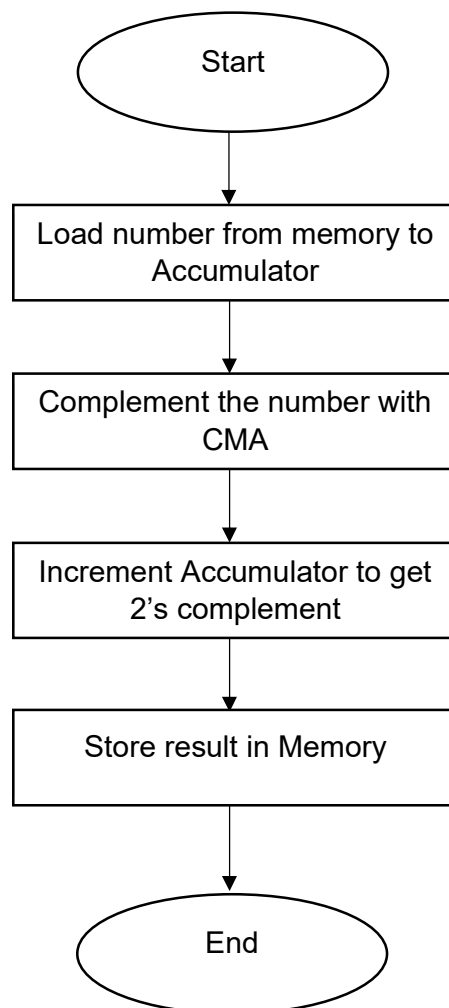 Start
Load number from memory to
Accumulator
Complement the number with
CMA
Increment Accumulator to get
2’s complement
Store result in Memory
End